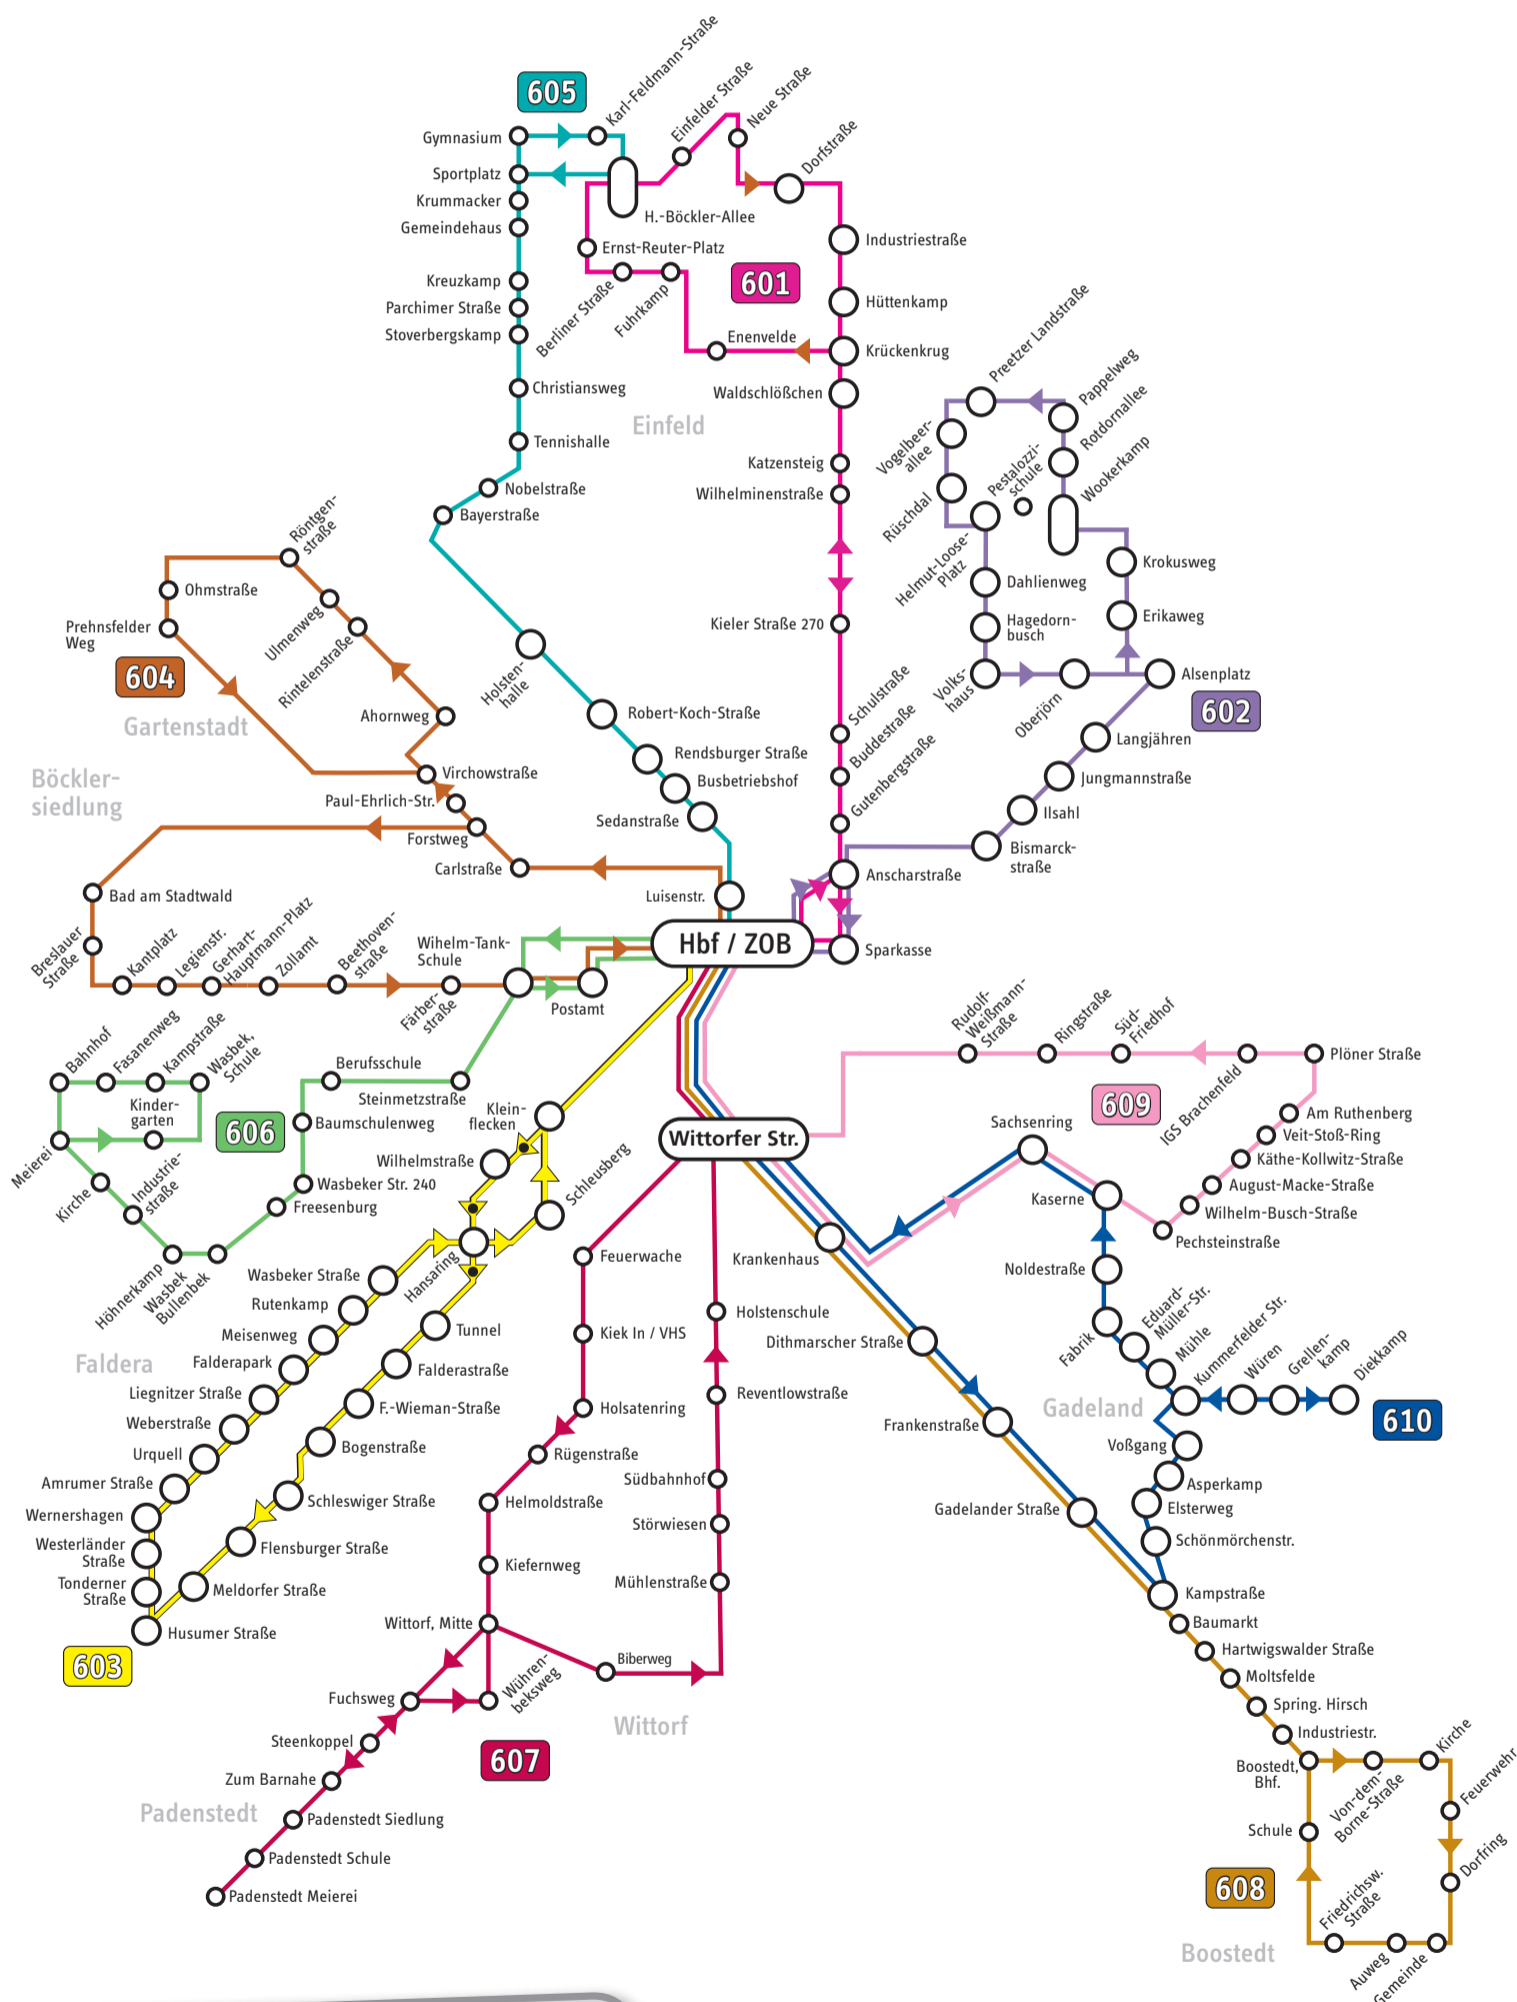 605
Karl-Feldmann-Straße
Gymnasium
Sportplatz
Krummacker
Gemeindehaus
Kreuzkamp
Parchimer Straße
Stoverbergskamp
Christiansweg
Tennishalle
Nobelstraße
Bayerstraße
Holsten-
halle
Robert-Koch-Straße
Rendsburger Straße
Busbetriebshof
Sedanstraße
Luisenstr.
Einfelder Straße
Neue Straße
Dorfstraße
H.-Böckler-Allee
Ernst-Reuter-Platz
Berliner Straße
Fuhrkamp
601
Enenvelde
Industriestraße
Hüttenkamp
Krückenkrug
Waldschlößchen
Einfeld
Katzensteig
Wilhelminenstraße
Kieler Straße 270
Schulstraße
Buddestraße
Gutenbergstraße
Anscharstraße
Sparkasse
Hbf / ZOB
Preetzer Landstraße
Pappelweg
Rotdornallee
Wookerkamp
Vogelbeer-
allee
Rüschdal
Pestalozzi-
schule
Helmut-Loose-
Platz
Dahlienweg
Hagedorn-
busch
Volks-
haus
Oberjörn
Krokusweg
Erikaweg
Alsenplatz
602
Langjähren
Jungmannstraße
Ilsahl
Bismarck-
straße
Röntgen-
straße
Ohmstraße
Prehnsfelder
Weg
Ulmenweg
Rintelenstraße
604
Gartenstadt
Ahornweg
Virchowstraße
Böckler-
siedlung
Paul-Ehrlich-Str.
Forstweg
Carlstraße
Bad am Stadtwald
Breslauer
Straße
Kantplatz
Legienstr.
Gerhart-
Hauptmann-Platz
Zollamt
Beethoven-
straße
Färber-
straße
Wihelm-Tank-
Schule
Postamt
Bahnhof
Fasanenweg
Kampstraße
Wasbek,
Schule
Kinder-
garten
606
Meierei
Kirche
Industrie-
straße
Höhnerkamp
Wasbek
Bullenbek
Freesenburg
Wasbeker Str. 240
Baumschulenweg
Berufsschule
Steinmetzstraße
Klein-
flecken
Wilhelmstraße
Schleusberg
Hansaring
Wasbeker Straße
Rutenkamp
Meisenweg
Faldera
Falderapark
Liegnitzer Straße
Weberstraße
Urquell
Amrumer Straße
Wernershagen
Westerländer
Straße
Tonderner
Straße
Husumer Straße
603
Tunnel
Falderastraße
F.-Wieman-Straße
Bogenstraße
Schleswiger Straße
Flensburger Straße
Meldorfer Straße
Wittorfer Str.
Feuerwache
Kiek In / VHS
Holsatenring
Rügenstraße
Helmoldstraße
Kiefernweg
Wittorf, Mitte
Fuchsweg
Wühren-
beksweg
Steenkoppel
Zum Barnahe
Padenstedt
Padenstedt Siedlung
Padenstedt Schule
Padenstedt Meierei
607
Wittorf
Biberweg
Mühlenstraße
Störwiesen
Südbahnhof
Reventlowstraße
Holstenschule
Rudolf-
Weißmann-
Straße
Ringstraße
Süd-
Friedhof
IGS Brachenfeld
Plöner Straße
609
Am Ruthenberg
Veit-Stoß-Ring
Käthe-Kollwitz-Straße
August-Macke-Straße
Wilhelm-Busch-Straße
Pechsteinstraße
Sachsenring
Kaserne
Noldestraße
Fabrik
Eduard-
Müller-Str.
Mühle
Kummerfelder Str.
Würen
Grellen-
kamp
Diekkamp
610
Gadeland
Voßgang
Asperkamp
Elsterweg
Schönmörchenstr.
Krankenhaus
Dithmarscher Straße
Frankenstraße
Gadelander Straße
Kampstraße
Baumarkt
Hartwigswalder Straße
Moltsfelde
Spring. Hirsch
Industriestr.
Boostedt,
Bhf.
Von-dem-
Borne-Straße
Kirche
Feuerwehr
Dorfring
Schule
608
Friedrichsw.
Straße
Auweg
Gemeinde
Boostedt